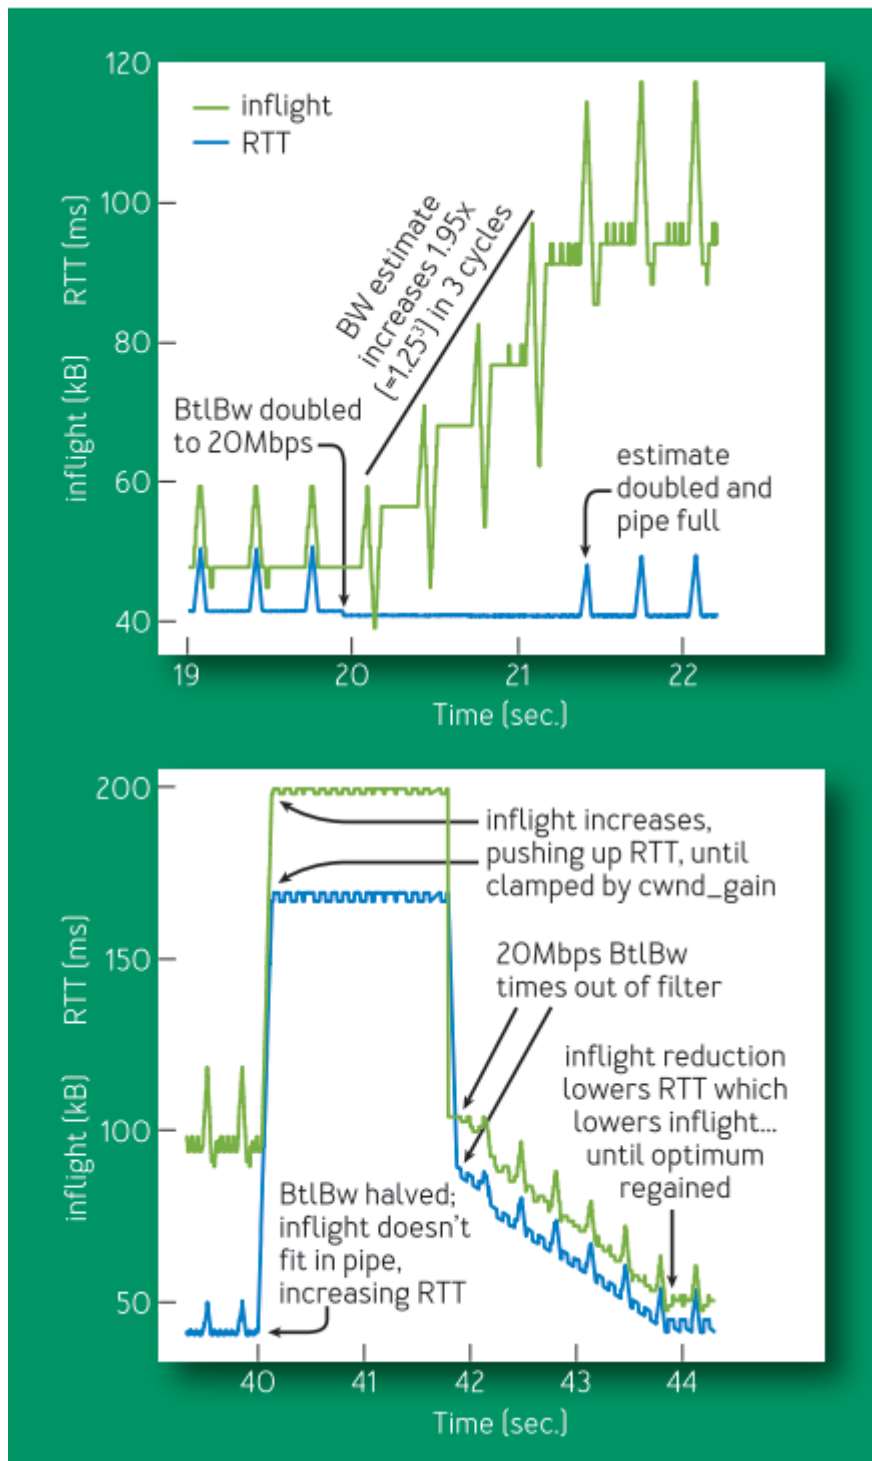 120
100
80
60
40
RTT (ms)
inflight (kB)
inflight
RTT
BW estimate
increases 1.95x
(=1.25³) in 3 cycles
BtlBw doubled
to 20Mbps
estimate
doubled and
pipe full
19
20
21
22
Time (sec.)
200
150
100
50
RTT (ms)
inflight (kB)
inflight increases,
pushing up RTT, until
clamped by cwnd_gain
20Mbps BtlBw
times out of filter
inflight reduction
lowers RTT which
lowers inflight...
until optimum
regained
BtlBw halved;
inflight doesn't
fit in pipe,
increasing RTT
40
41
42
43
44
Time (sec.)